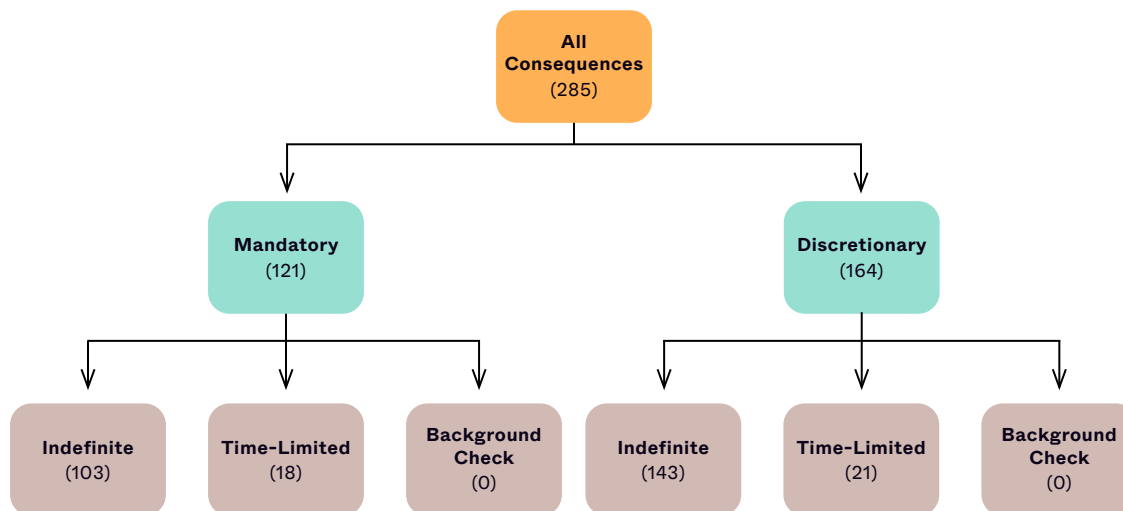 All
Consequences
(285)
Mandatory
(121)
Discretionary
(164)
Indefinite
(103)
Time-Limited
(18)
Background
Check
(0)
Indefinite
(143)
Time-Limited
(21)
Background
Check
(0)